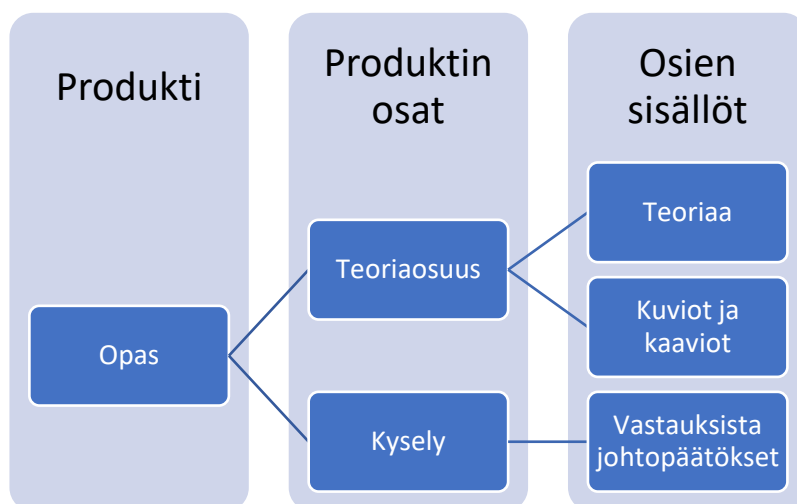 Produkti
Produktin
osat
Osien
sisällöt
Opas
Teoriaosuus
Kysely
Teoriaa
Kuviot ja
kaaviot
Vastauksista
johtopäätökset